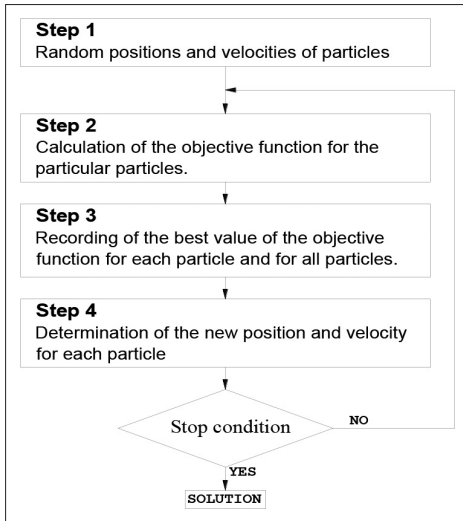 Step 1
Random positions and velocities of particles
Step 2
Calculation of the objective function for the
particular particles.
Step 3
Recording of the best value of the objective
function for each particle and for all particles.
Step 4
Determination of the new position and velocity
for each particle
Stop condition
NO
YES
SOLUTION